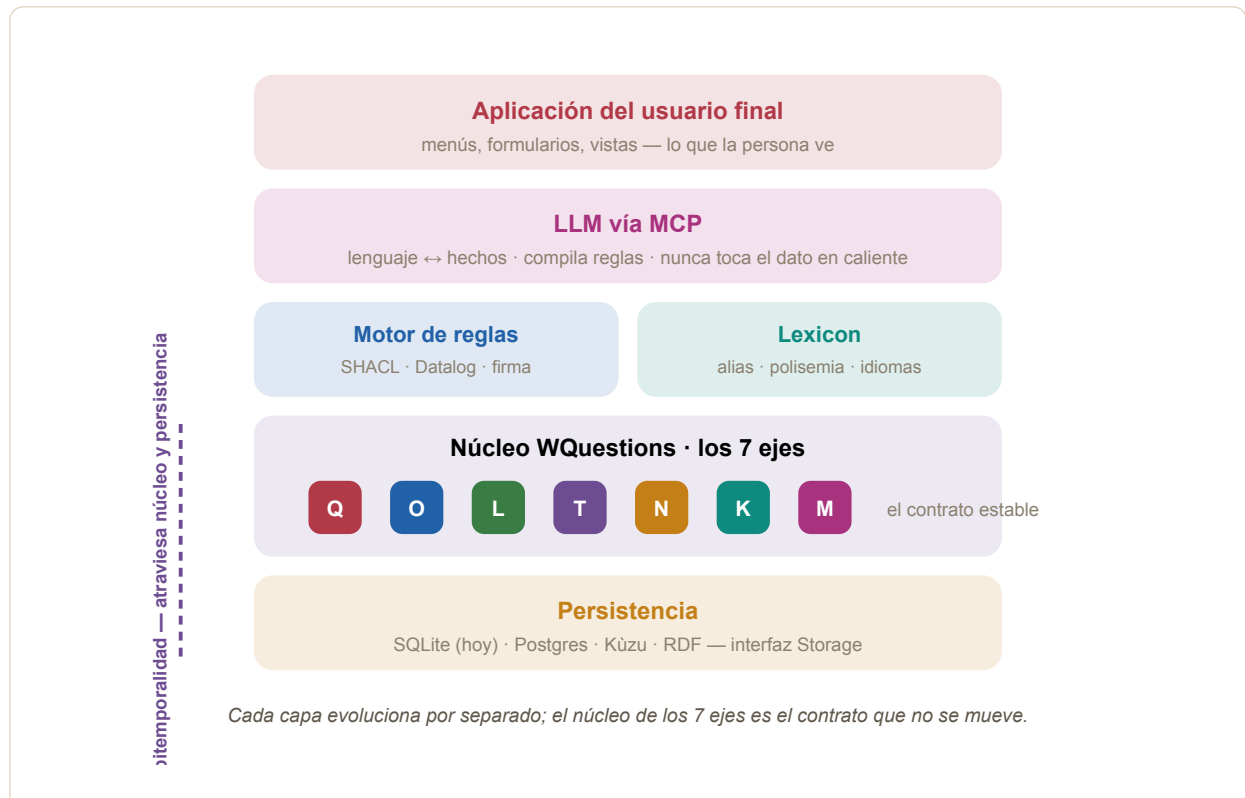 Aplicación del usuario final
menús, formularios, vistas — lo que la persona ve
LLM vía MCP
lenguaje ↔ hechos · compila reglas · nunca toca el dato en caliente
Motor de reglas
SHACL · Datalog · firma
Lexicon
alias · polisemia · idiomas
Núcleo WQuestions · los 7 ejes
Q O L T N K M
el contrato estable
Persistencia
SQLite (hoy) · Postgres · Kùzu · RDF — interfaz Storage
Cada capa evoluciona por separado; el núcleo de los 7 ejes es el contrato que no se mueve.
bitemporalidad — atraviesa núcleo y persistencia